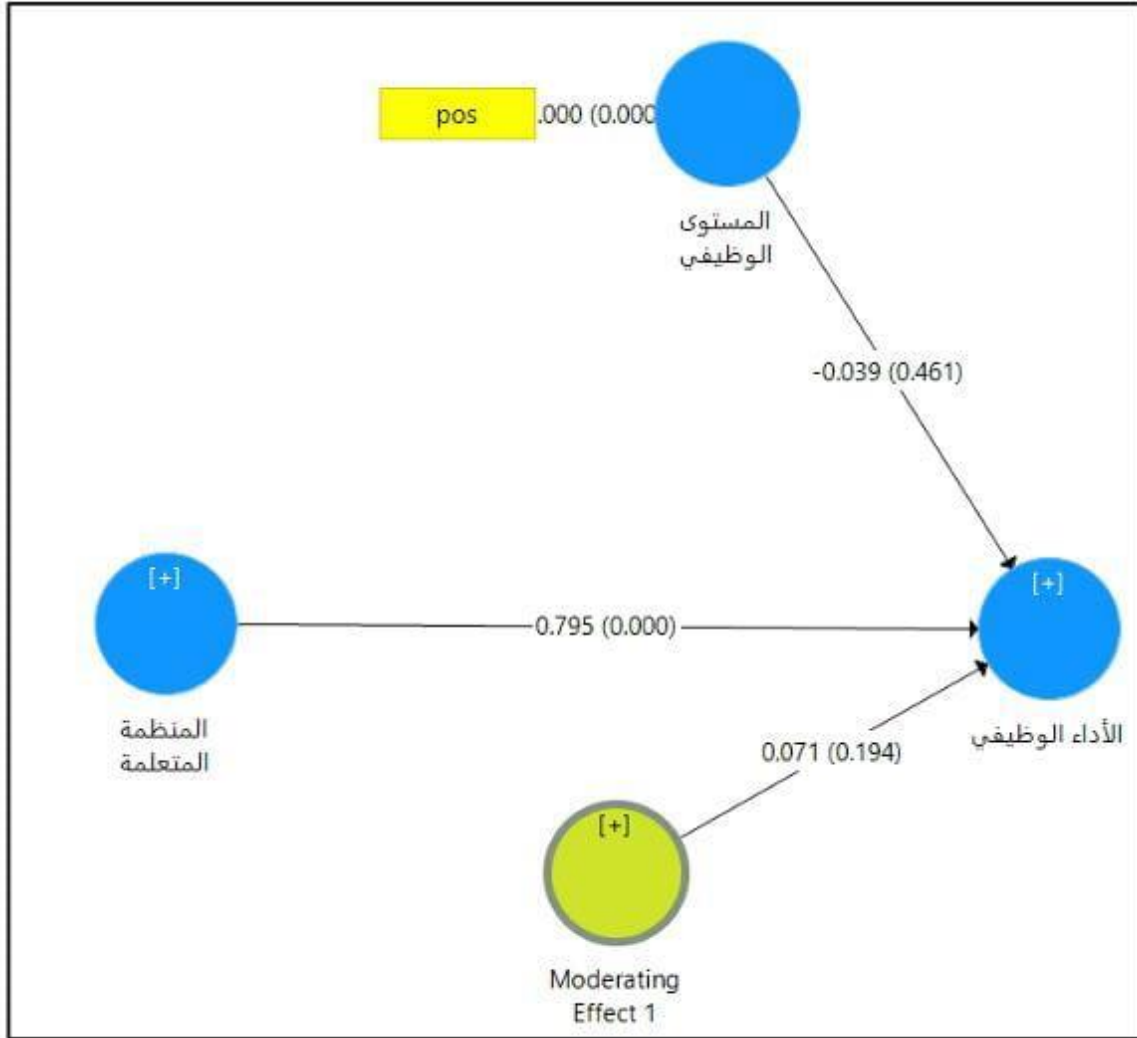 pos
.000 (0.000
المستوى
الوظيفي
-0.039 (0.461)
[+]
[+]
0.795 (0.000)
المنظمة
المتعلمة
الأداء الوظيفي
0.071 (0.194)
[+]
Moderating
Effect 1